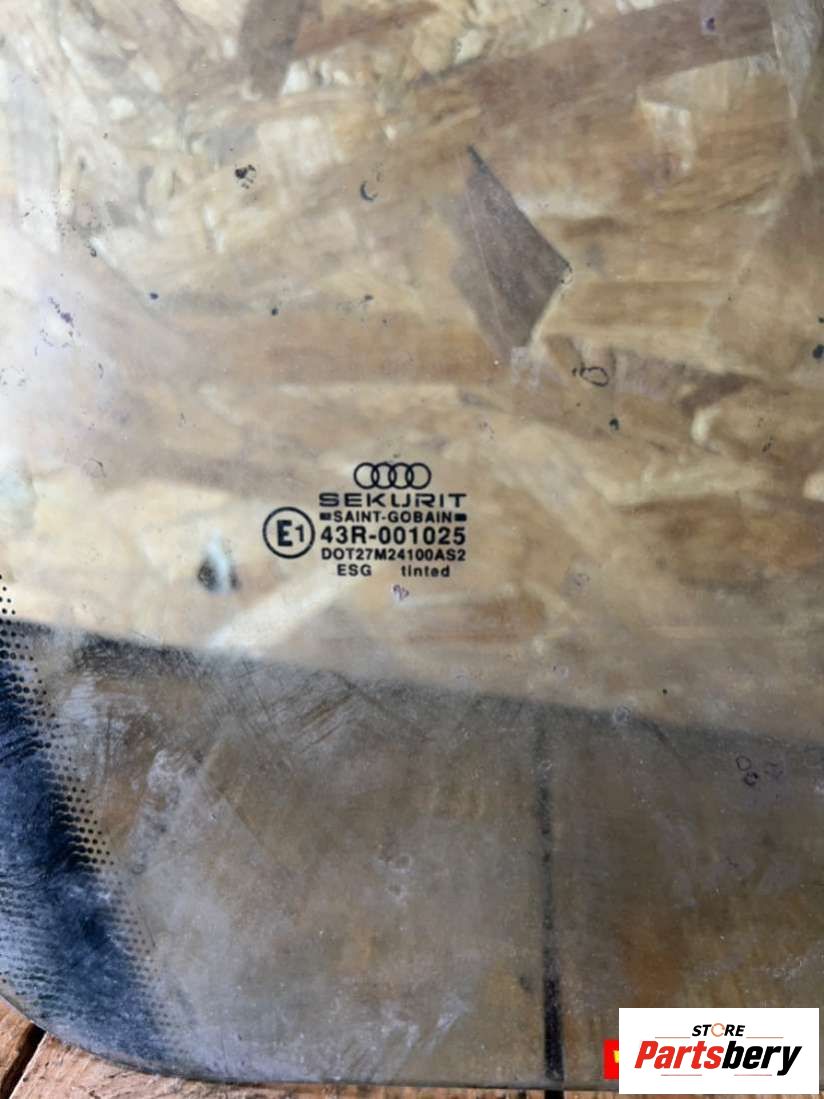 SEKURIT
SAINT-GOBAIN
E1
43R-001025
DOT27M24100AS2
ESG tinted
STORE
Partsbery